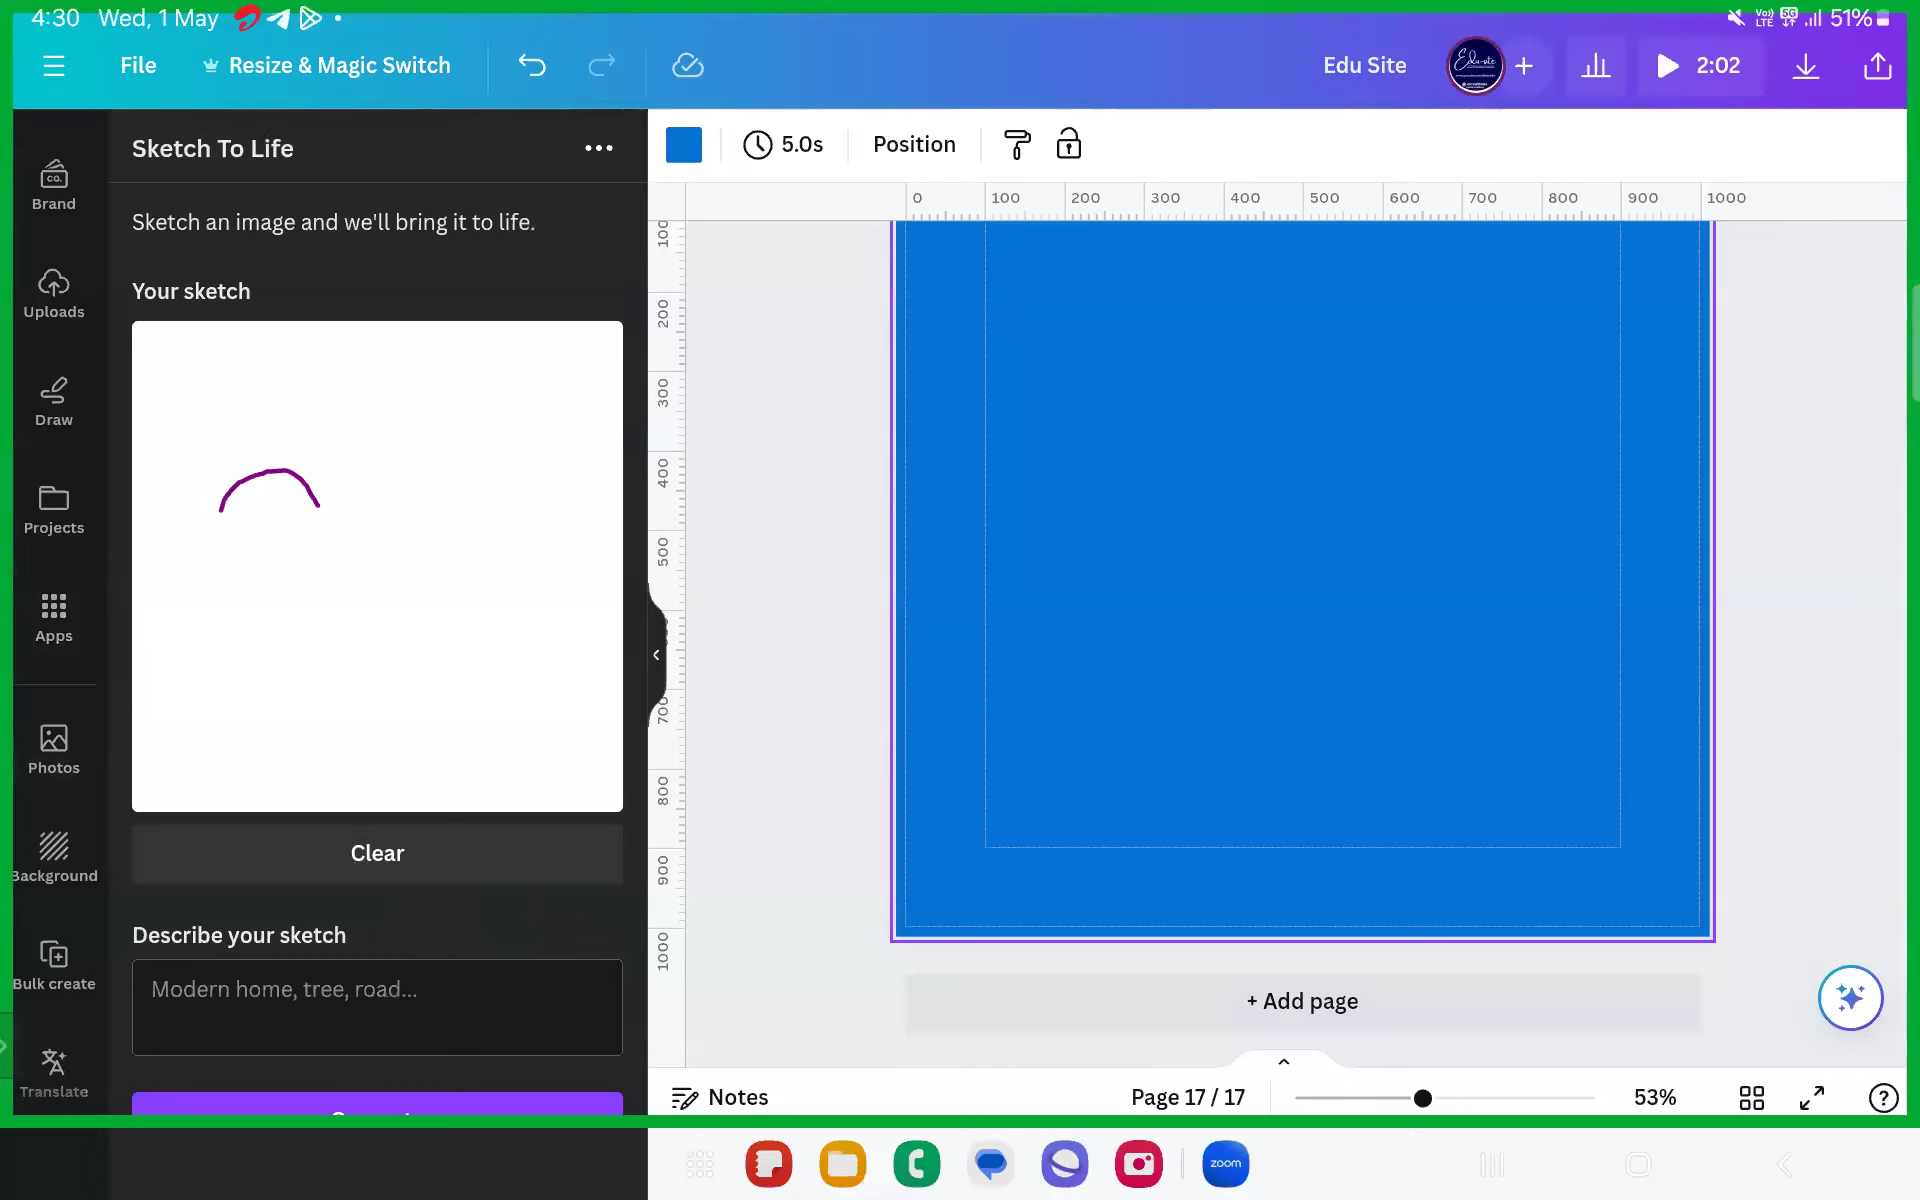 4:30 Wed, 1 May
Vo)) LTE 5G 51%
File Resize & Magic Switch
Edu Site
2:02
Sketch To Life
Sketch an image and we'll bring it to life.
Your sketch
Clear
Describe your sketch
Modern home, tree, road...
CO.
Brand
Uploads
Draw
Projects
Apps
Photos
Background
Bulk create
Translate
5.0s Position
0 100 200 300 400 500 600 700 800 900 1000
100
200
300
400
500
700
800
900
1000
+ Add page
Notes
Page 17 / 17
53%
zoom